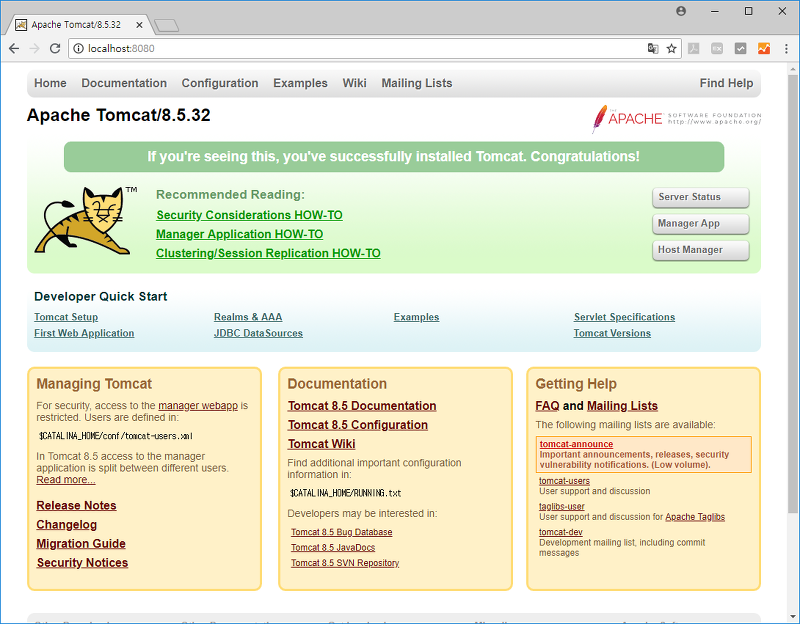 Apache Tomcat/8.5.32
localhost:8080
Home Documentation Configuration Examples Wiki Mailing Lists Find Help
Apache Tomcat/8.5.32
THE
APACHE SOFTWARE FOUNDATION
http://www.apache.org/
If you're seeing this, you've successfully installed Tomcat. Congratulations!
TM
Recommended Reading:
Security Considerations HOW-TO
Manager Application HOW-TO
Clustering/Session Replication HOW-TO
Server Status
Manager App
Host Manager
Developer Quick Start
Tomcat Setup
First Web Application
Realms & AAA
JDBC DataSources
Examples
Servlet Specifications
Tomcat Versions
Managing Tomcat
For security, access to the manager webapp is
restricted. Users are defined in:
$CATALINA_HOME/conf/tomcat-users.xml
In Tomcat 8.5 access to the manager
application is split between different users.
Read more...
Release Notes
Changelog
Migration Guide
Security Notices
Documentation
Tomcat 8.5 Documentation
Tomcat 8.5 Configuration
Tomcat Wiki
Find additional important configuration
information in:
$CATALINA_HOME/RUNNING.txt
Developers may be interested in:
Tomcat 8.5 Bug Database
Tomcat 8.5 JavaDocs
Tomcat 8.5 SVN Repository
Getting Help
FAQ and Mailing Lists
The following mailing lists are available:
tomcat-announce
Important announcements, releases, security
vulnerability notifications. (Low volume).
tomcat-users
User support and discussion
taglibs-user
User support and discussion for Apache Taglibs
tomcat-dev
Development mailing list, including commit
messages